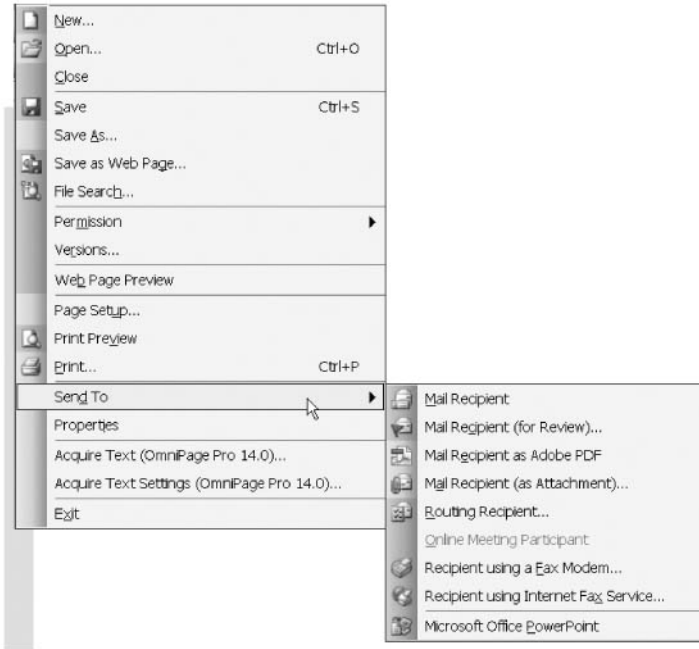 New...
Open... Ctrl+O
Close
Save Ctrl+S
Save As...
Save as Web Page...
File Search...
Permission
Versions...
Web Page Preview
Page Setup...
Print Preview
Print... Ctrl+P
Send To
Properties
Acquire Text (OmniPage Pro 14.0)...
Acquire Text Settings (OmniPage Pro 14.0)...
Exit
Mail Recipient
Mail Recipient (for Review)...
Mail Recipient as Adobe PDF
Mail Recipient (as Attachment)...
Routing Recipient...
Online Meeting Participant
Recipient using a Fax Modem...
Recipient using Internet Fax Service...
Microsoft Office PowerPoint